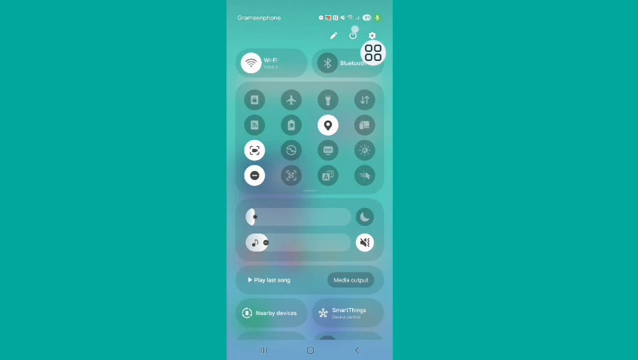 Grameenphone
Wi-Fi
Bluetooth
Play last song
Media output
Nearby devices
SmartThings
Device control